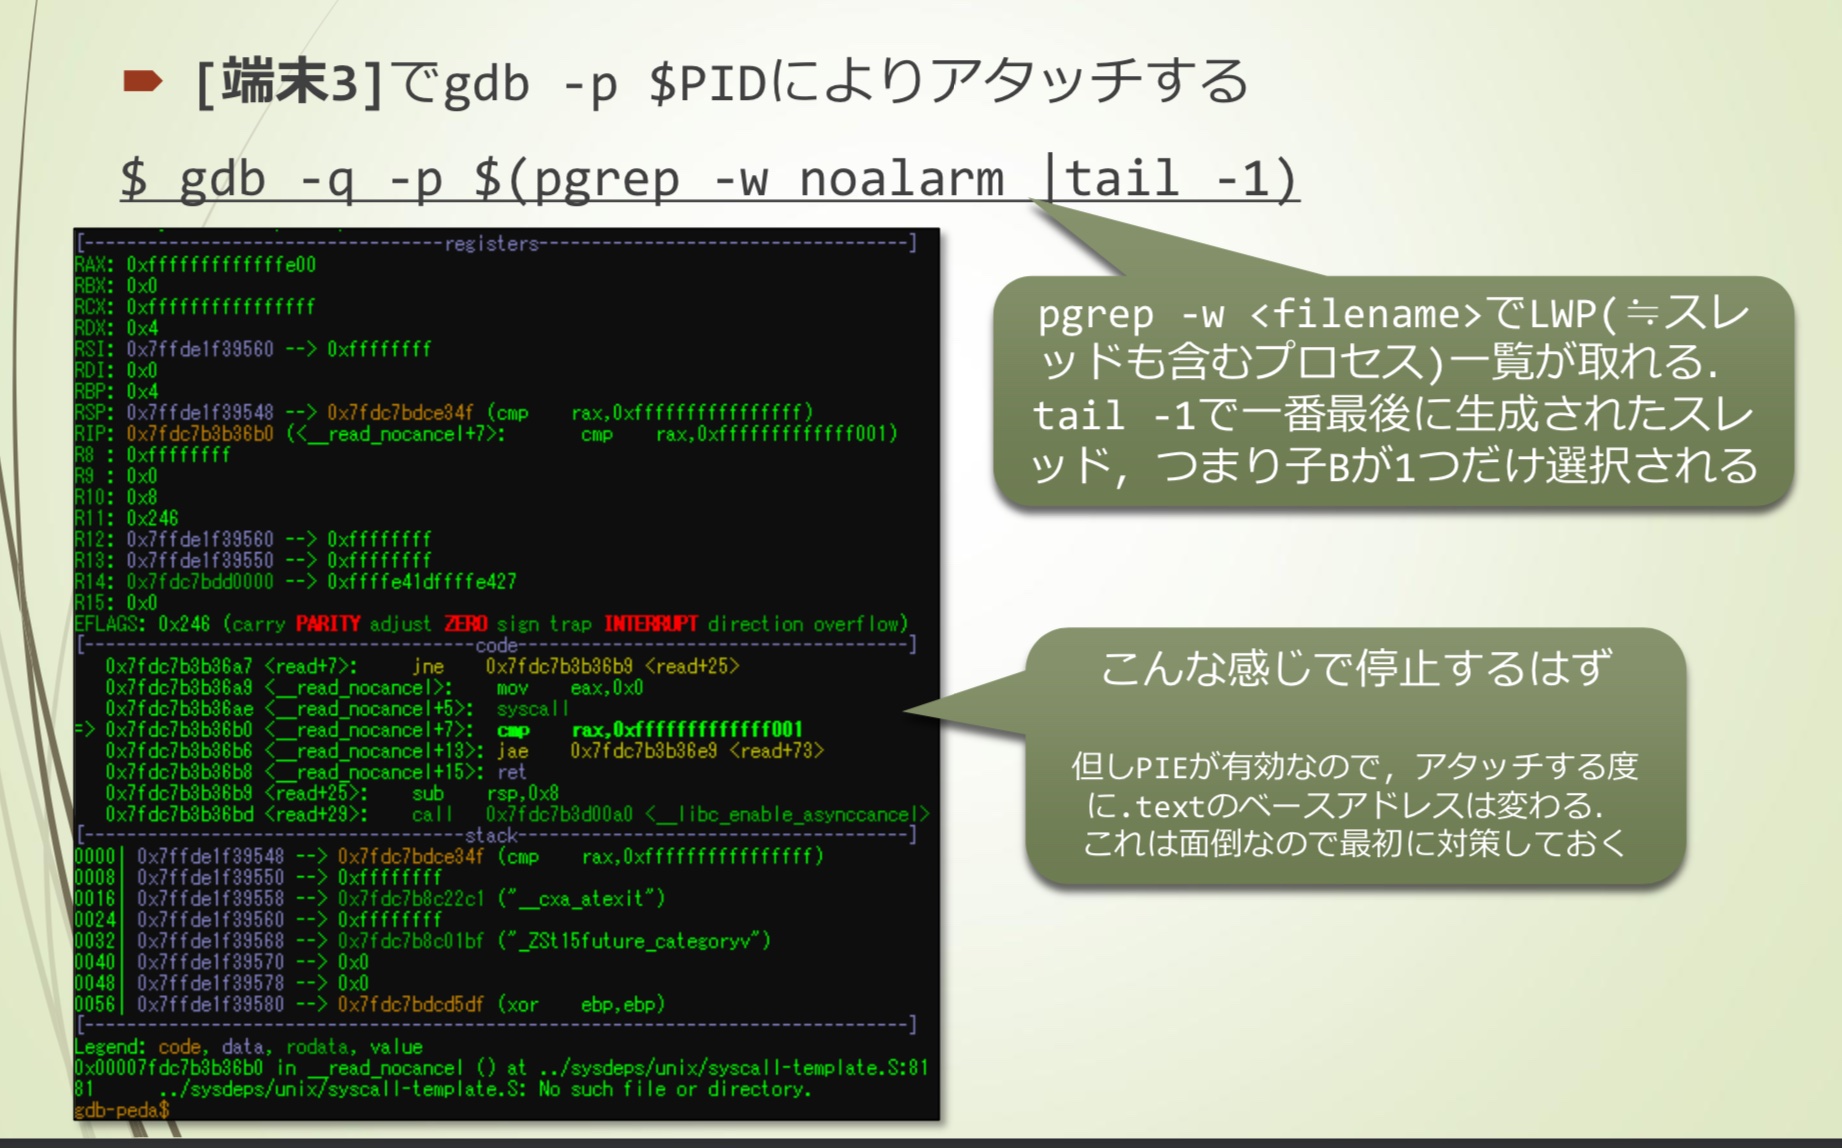 [端末3]でgdb -p $PIDによりアタッチする
$ gdb -q -p $(pgrep -w noalarm |tail -1)
[----------------------------------registers-----------------------------------]
RAX: 0xfffffffffffffe00
RBX: 0x0
RCX: 0xffffffffffffffff
RDX: 0x4
RSI: 0x7ffde1f39560 --> 0xffffffff
RDI: 0x0
RBP: 0x4
RSP: 0x7ffde1f39548 --> 0x7fdc7bdce34f (cmp    rax,0xffffffffffffffff)
RIP: 0x7fdc7b3b36b0 (<__read_nocancel+7>:       cmp    rax,0xfffffffffffff001)
R8 : 0xffffffff
R9 : 0x0
R10: 0x8
R11: 0x246
R12: 0x7ffde1f39560 --> 0xffffffff
R13: 0x7ffde1f39550 --> 0xffffffff
R14: 0x7fdc7bdd0000 --> 0xffffe41dffffe427
R15: 0x0
EFLAGS: 0x246 (carry PARITY adjust ZERO sign trap INTERRUPT direction overflow)
[-------------------------------------code-------------------------------------]
   0x7fdc7b3b36a7 <read+7>:     jne    0x7fdc7b3b36b9 <read+25>
   0x7fdc7b3b36a9 <__read_nocancel>:    mov    eax,0x0
   0x7fdc7b3b36ae <__read_nocancel+5>:  syscall
=> 0x7fdc7b3b36b0 <__read_nocancel+7>:  cmp    rax,0xfffffffffffff001
   0x7fdc7b3b36b6 <__read_nocancel+13>: jae    0x7fdc7b3b36e9 <read+73>
   0x7fdc7b3b36b8 <__read_nocancel+15>: ret
   0x7fdc7b3b36b9 <read+25>:    sub    rsp,0x8
   0x7fdc7b3b36bd <read+29>:    call   0x7fdc7b3d00a0 <__libc_enable_asynccancel>
[------------------------------------stack-------------------------------------]
0000| 0x7ffde1f39548 --> 0x7fdc7bdce34f (cmp    rax,0xffffffffffffffff)
0008| 0x7ffde1f39550 --> 0xffffffff
0016| 0x7ffde1f39558 --> 0x7fdc7b8c22c1 ("__cxa_atexit")
0024| 0x7ffde1f39560 --> 0xffffffff
0032| 0x7ffde1f39568 --> 0x7fdc7b8c01bf ("_ZSt15future_categoryv")
0040| 0x7ffde1f39570 --> 0x0
0048| 0x7ffde1f39578 --> 0x0
0056| 0x7ffde1f39580 --> 0x7fdc7bdcd5df (xor    ebp,ebp)
[------------------------------------------------------------------------------]
Legend: code, data, rodata, value
0x00007fdc7b3b36b0 in __read_nocancel () at ../sysdeps/unix/syscall-template.S:81
81      ../sysdeps/unix/syscall-template.S: No such file or directory.
gdb-peda$
pgrep -w <filename>でLWP(≒スレ
ッドも含むプロセス)一覧が取れる.
tail -1で一番最後に生成されたスレ
ッド, つまり子Bが1つだけ選択される
こんな感じで停止するはず
但しPIEが有効なので, アタッチする度
に.textのベースアドレスは変わる.
これは面倒なので最初に対策しておく